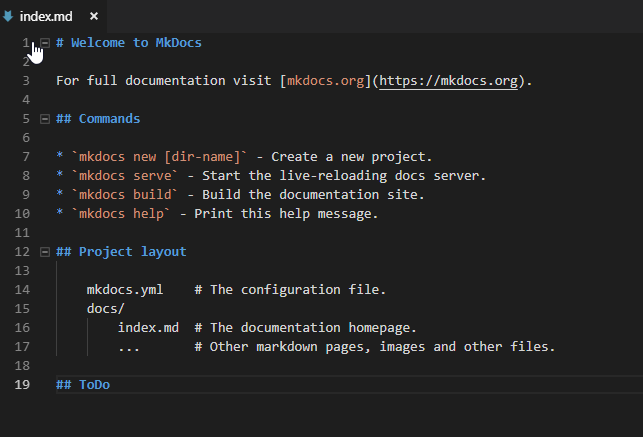 index.md ×
1 # Welcome to MkDocs
2
3 For full documentation visit [mkdocs.org](https://mkdocs.org).
4
5 ## Commands
6
7 * `mkdocs new [dir-name]` - Create a new project.
8 * `mkdocs serve` - Start the live-reloading docs server.
9 * `mkdocs build` - Build the documentation site.
10 * `mkdocs help` - Print this help message.
11
12 ## Project layout
13
14     mkdocs.yml    # The configuration file.
15     docs/
16         index.md  # The documentation homepage.
17         ...       # Other markdown pages, images and other files.
18
19 ## ToDo